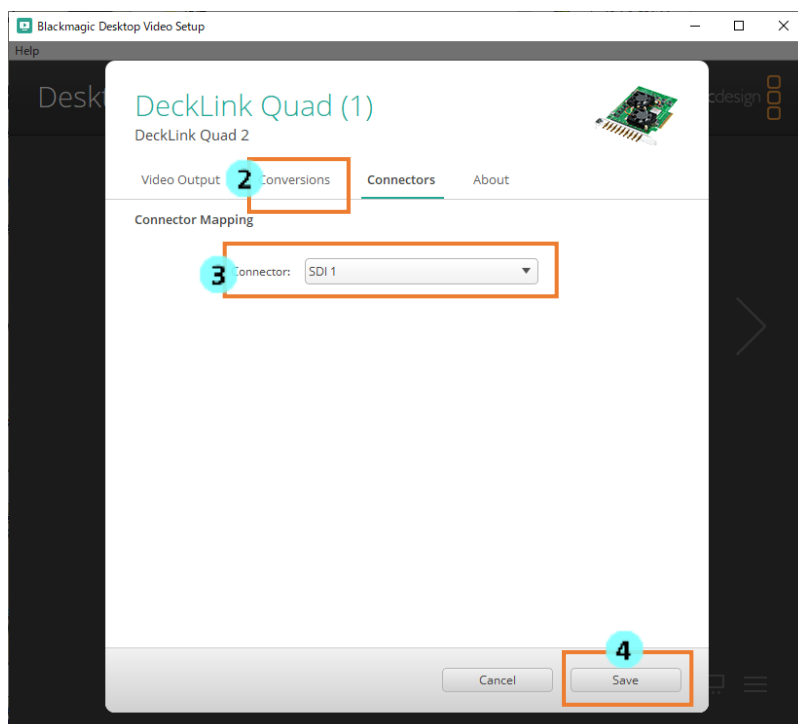 Blackmagic Desktop Video Setup
Help
Deskt
cdesign
DeckLink Quad (1)
DeckLink Quad 2
Video Output
2
Conversions
Connectors
About
Connector Mapping
3
Connector:
SDI 1
4
Cancel
Save